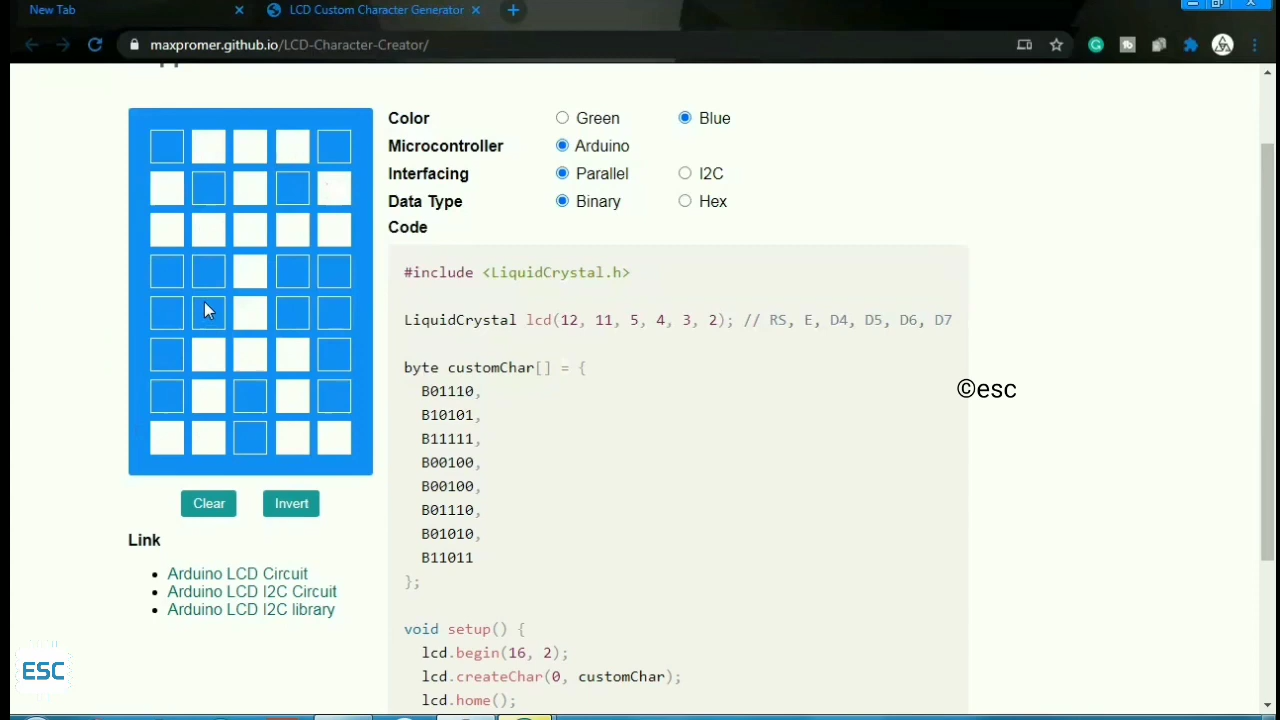 New Tab
LCD Custom Character Generator
maxpromer.github.io/LCD-Character-Creator/
Color Green Blue
Microcontroller Arduino
Interfacing Parallel I2C
Data Type Binary Hex
Code
#include <LiquidCrystal.h>
LiquidCrystal lcd(12, 11, 5, 4, 3, 2); // RS, E, D4, D5, D6, D7
byte customChar[] = {
B01110,
B10101,
B11111,
B00100,
B00100,
B01110,
B01010,
B11011
};
void setup() {
lcd.begin(16, 2);
lcd.createChar(0, customChar);
lcd.home();
©esc
Clear Invert
Link
Arduino LCD Circuit
Arduino LCD I2C Circuit
Arduino LCD I2C library
ESC